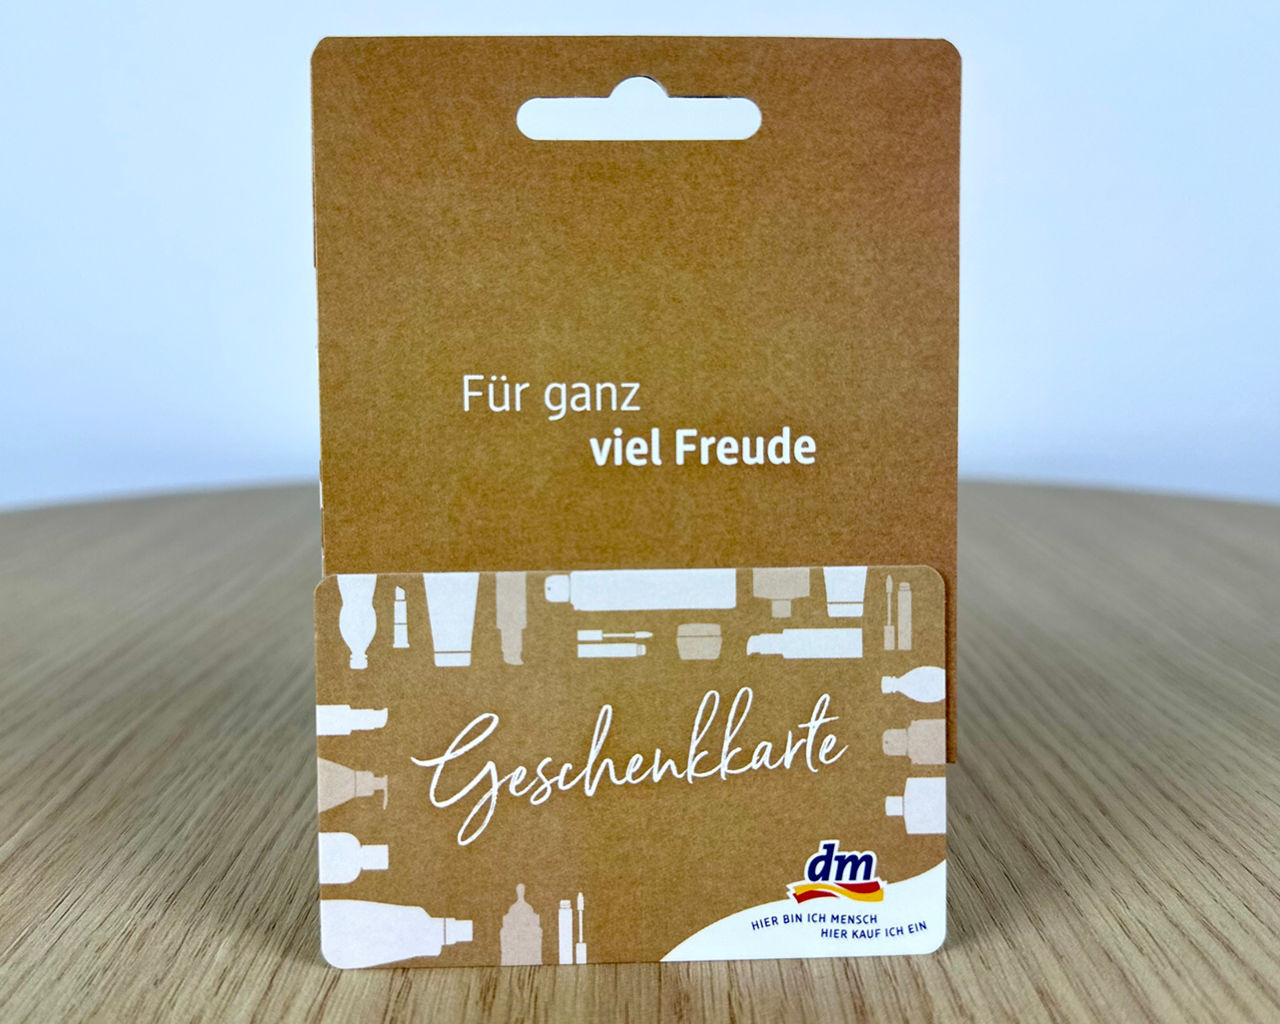 Für ganz
viel Freude
Geschenkkarte
dm
HIER BIN ICH MENSCH
HIER KAUF ICH EIN